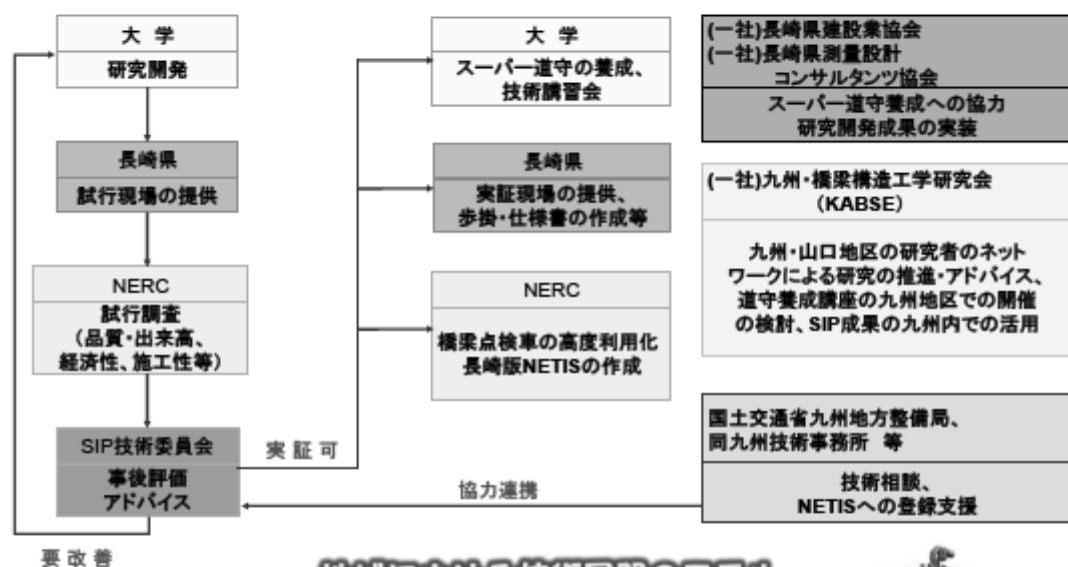 大 学
研究開発
長崎県
試行現場の提供
NERC
試行調査
(品質・出来高、
経済性、施工性等)
SIP技術委員会
事後評価
アドバイス
要 改 善
実 証 可
大 学
スーパー道守の養成、
技術講習会
長崎県
実証現場の提供、
歩掛・仕様書の作成等
NERC
橋梁点検車の高度利用化
長崎版NETISの作成
協力連携
(一社)長崎県建設業協会
(一社)長崎県測量設計
コンサルタンツ協会
スーパー道守養成への協力
研究開発成果の実装
(一社)九州・橋梁構造工学研究会
(KABSE)
九州・山口地区の研究者のネット
ワークによる研究の推進・アドバイス、
道守養成講座の九州地区での開催
の検討、SIP成果の九州内での活用
国土交通省九州地方整備局、
同九州技術事務所 等
技術相談、
NETISへの登録支援